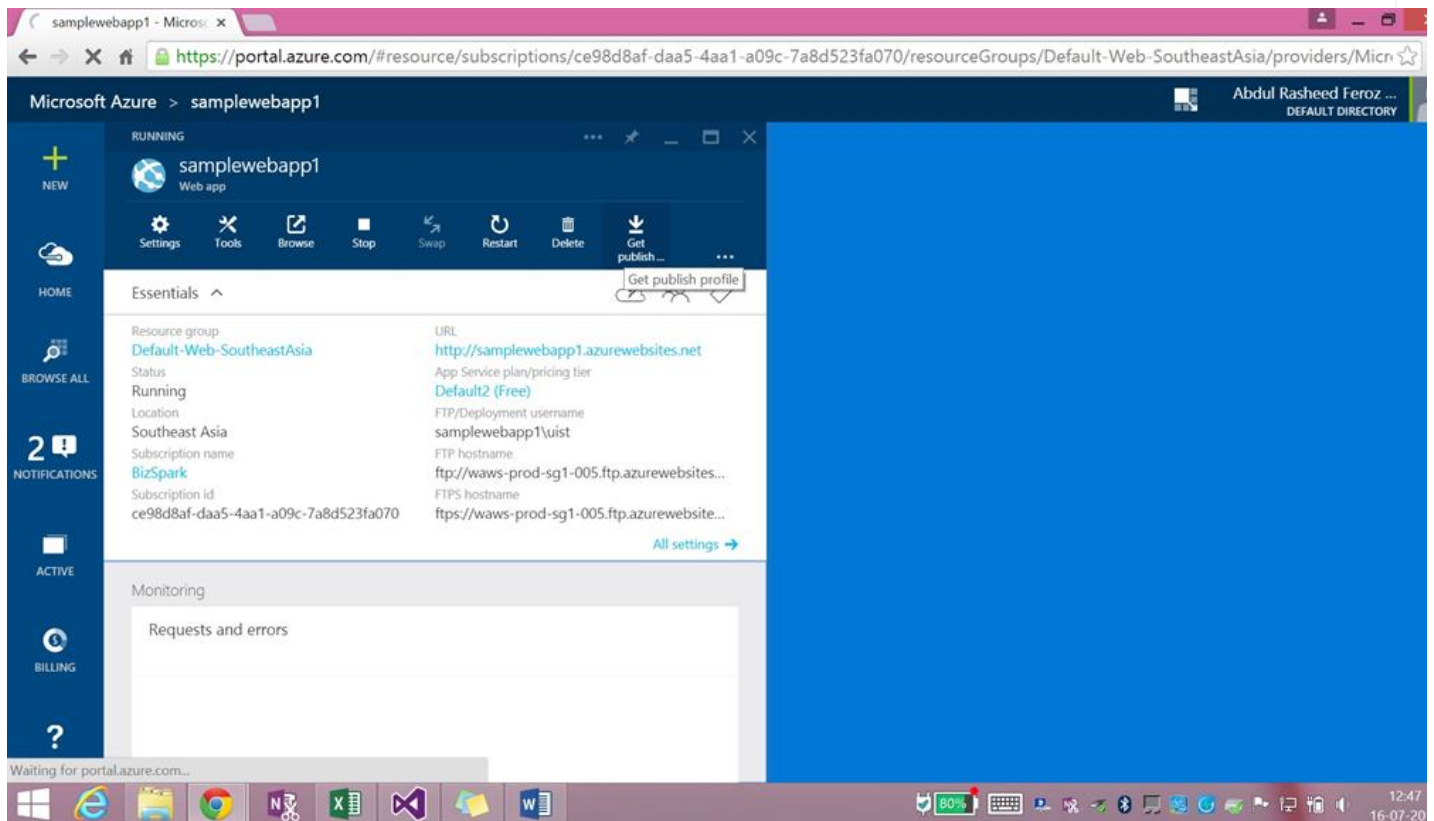 samplewebapp1 - Micros
https://portal.azure.com/#resource/subscriptions/ce98d8af-daa5-4aa1-a09c-7a8d523fa070/resourceGroups/Default-Web-SoutheastAsia/providers/Micr
Microsoft Azure > samplewebapp1
Abdul Rasheed Feroz ...
DEFAULT DIRECTORY
NEW
HOME
BROWSE ALL
2
NOTIFICATIONS
ACTIVE
BILLING
?
RUNNING
samplewebapp1
Web app
Settings
Tools
Browse
Stop
Swap
Restart
Delete
Get
publish...
...
Get publish profile
Essentials
Resource group
Default-Web-SoutheastAsia
Status
Running
Location
Southeast Asia
Subscription name
BizSpark
Subscription id
ce98d8af-daa5-4aa1-a09c-7a8d523fa070
URL
http://samplewebapp1.azurewebsites.net
App Service plan/pricing tier
Default2 (Free)
FTP/Deployment username
samplewebapp1\uist
FTP hostname
ftp://waws-prod-sg1-005.ftp.azurewebsites...
FTPS hostname
ftps://waws-prod-sg1-005.ftp.azurewebsite...
All settings
Monitoring
Requests and errors
Waiting for portal.azure.com...
80%
12:47
16-07-20